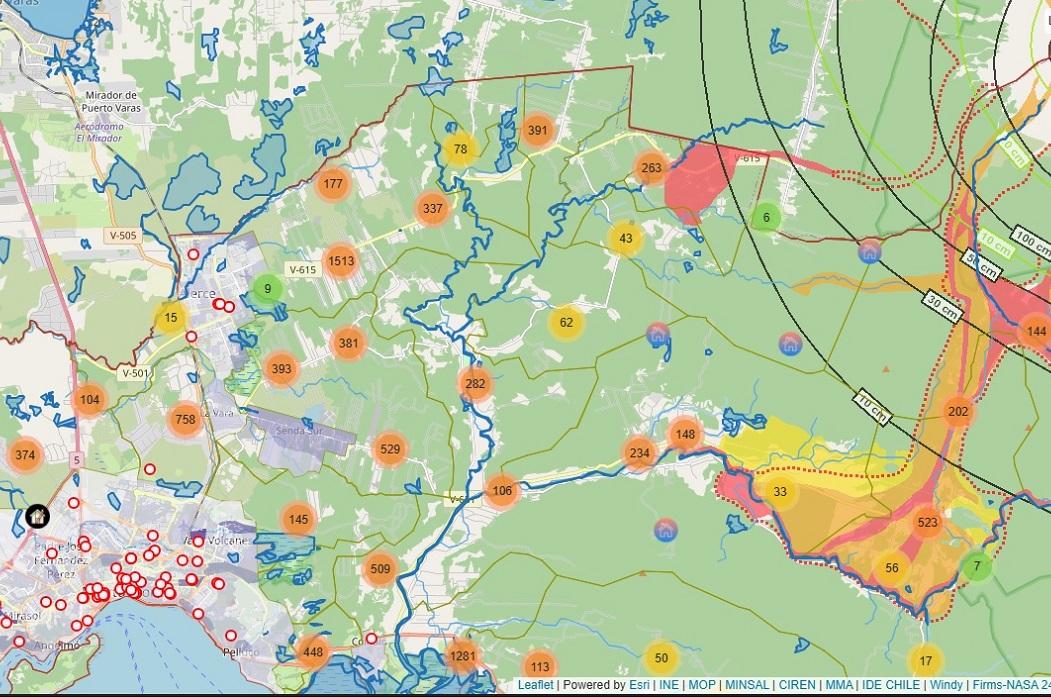 Varas
Mirador de
Puerto Varas
Aeródromo
El Mirador
391
78
V-615
263
177
337
6
0 cm
V-505
43
10 cm
100 cm
50 cm
1513
V-615
9
30 cm
15
62
144
381
V-501
393
282
10 cm
104
202
758
La Vara
Senda Sur
148
529
234
374
5
106
33
145
523
Fernández
Pérez
509
56
7
Mirasol
Anónimo
Pelluco
448
1281
113
50
17
Leaflet | Powered by Esri | INE | MOP | MINSAL | CIREN | MMA | IDE CHILE | Windy | Firms-NASA 24